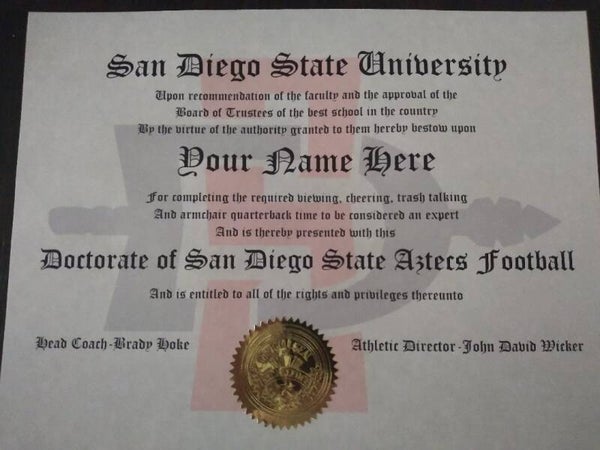 San Diego State University
Upon recommendation of the faculty and the approval of the
Board of Trustees of the best school in the country
By the virtue of the authority granted to them hereby bestow upon
Your Name Here
For completing the required viewing, cheering, trash talking
And armchair quarterback time to be considered an expert
And is thereby presented with this
Doctorate of San Diego State Aztecs Football
And is entitled to all of the rights and privileges thereunto
Head Coach-Brady Hoke Athletic Director-John David Wicker